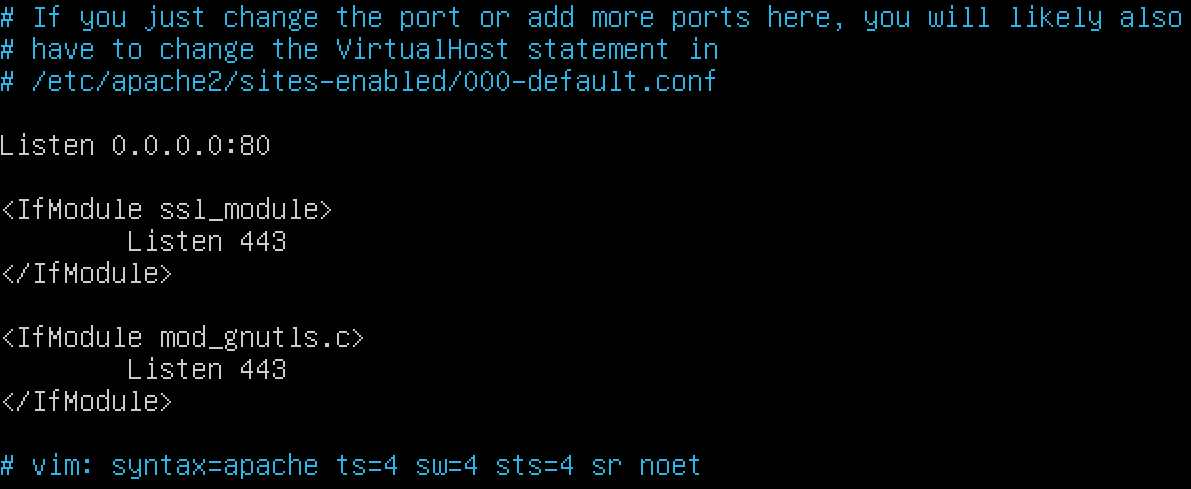 # If you just change the port or add more ports here, you will likely also
# have to change the VirtualHost statement in
# /etc/apache2/sites-enabled/000-default.conf
Listen 0.0.0.0:80
<IfModule ssl_module>
Listen 443
</IfModule>
<IfModule mod_gnutls.c>
Listen 443
</IfModule>
# vim: syntax=apache ts=4 sw=4 sts=4 sr noet